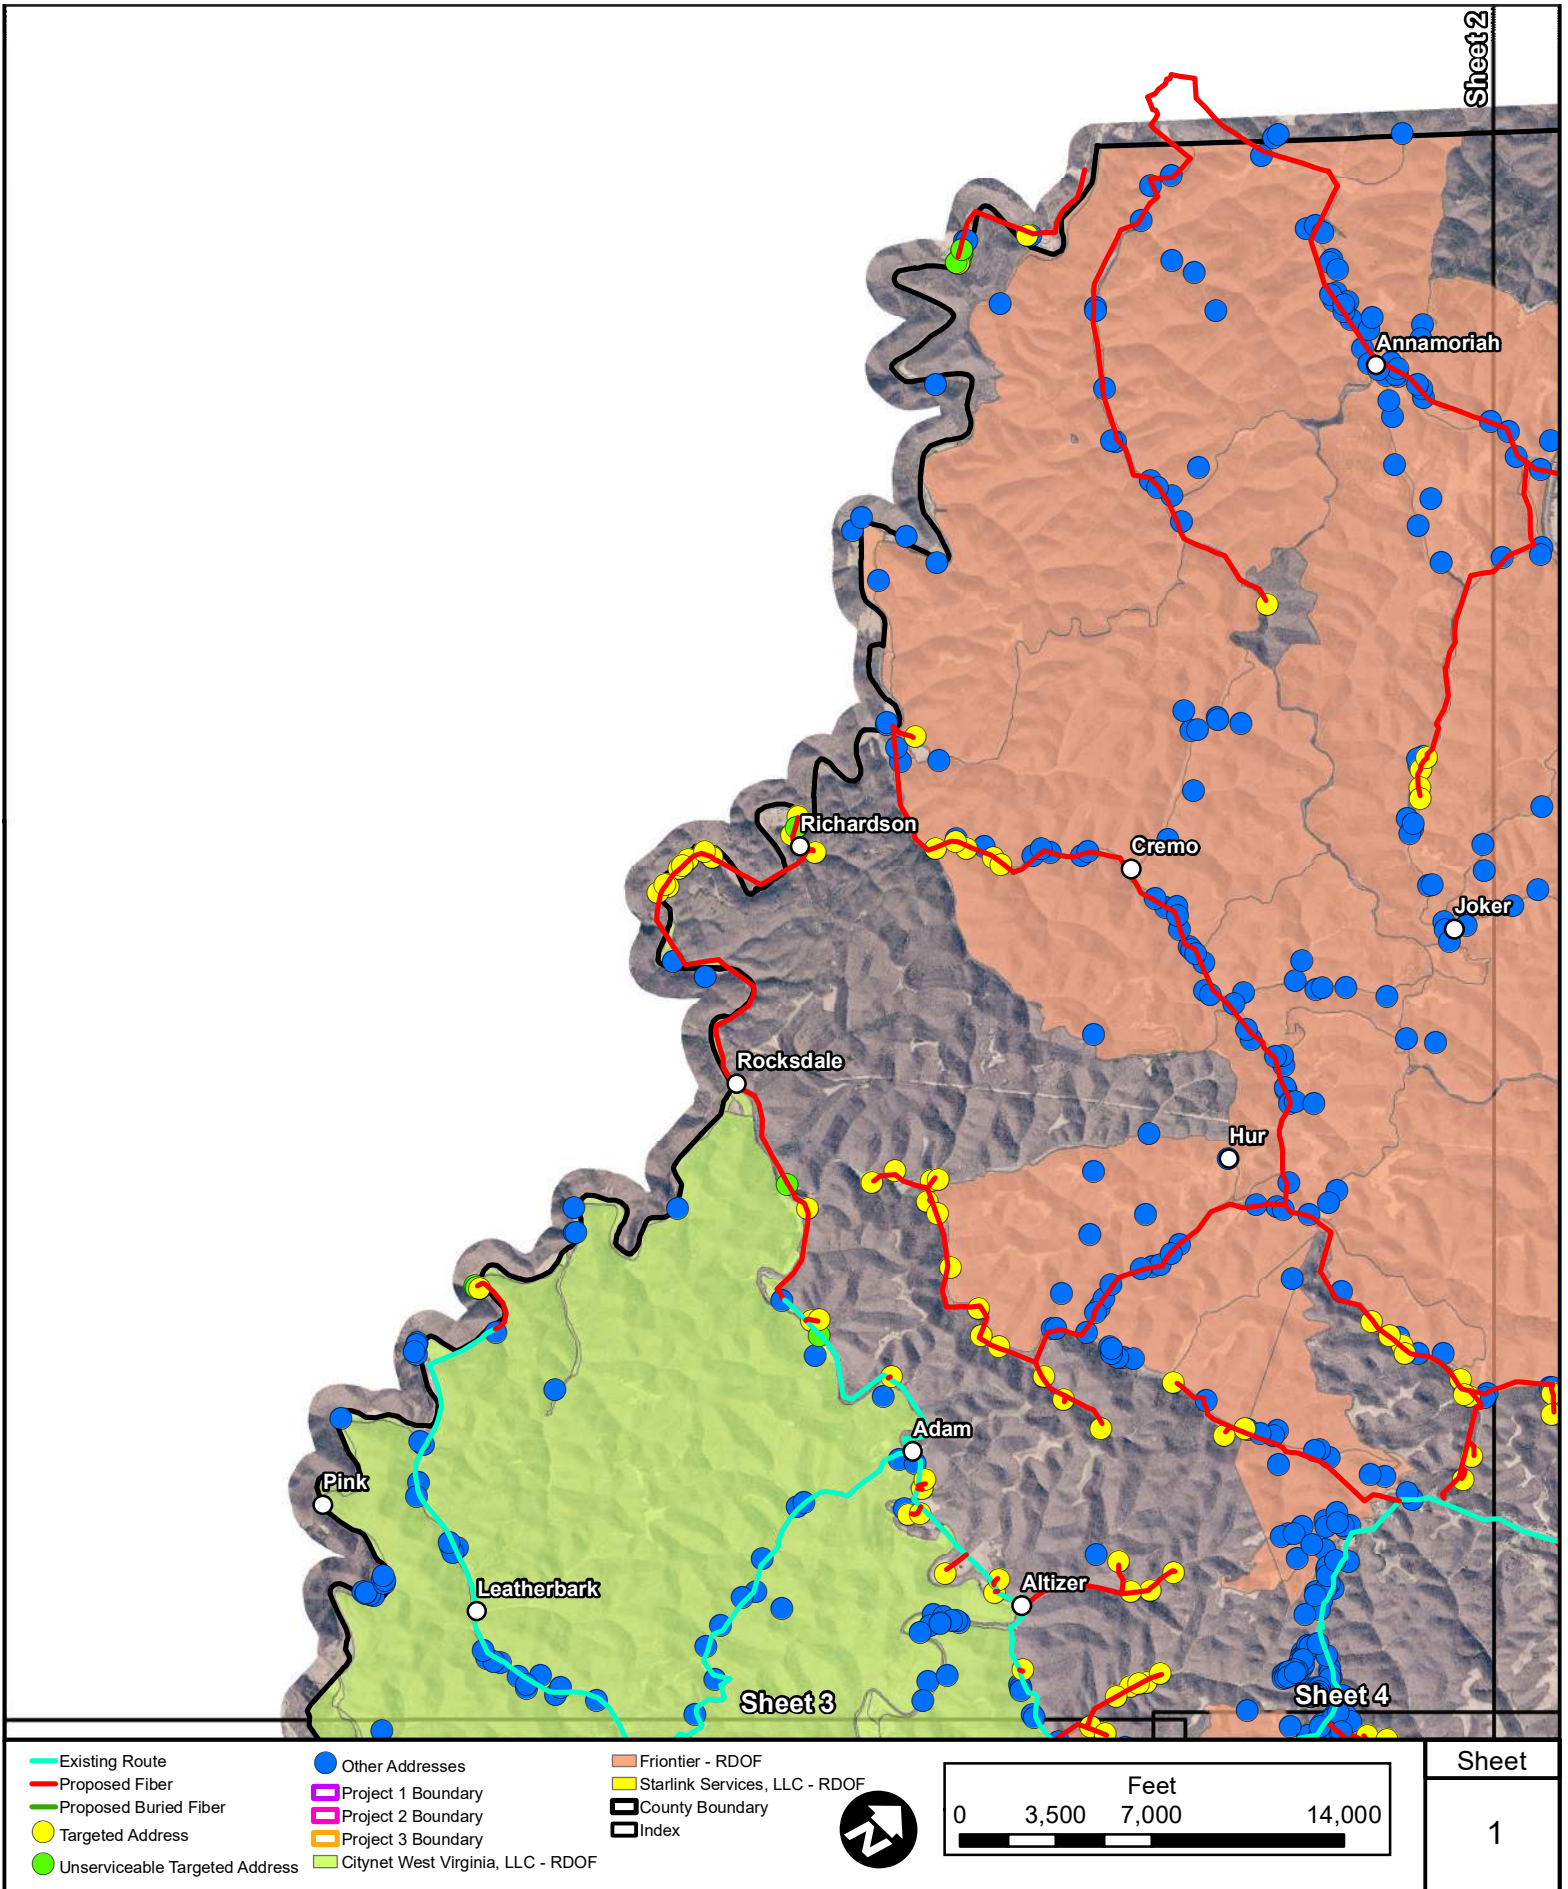 Sheet 2
Annamoriah
Richardson
Cremo
Joker
Rocksdale
Hur
Adam
Pink
Leatherbark
Altizer
Sheet 3
Sheet 4
Existing Route
Proposed Fiber
Proposed Buried Fiber
Targeted Address
Unserviceable Targeted Address
Other Addresses
Project 1 Boundary
Project 2 Boundary
Project 3 Boundary
Citynet West Virginia, LLC - RDOF
Friontier - RDOF
Starlink Services, LLC - RDOF
County Boundary
Index
N
Feet
0 3,500 7,000 14,000
Sheet
1